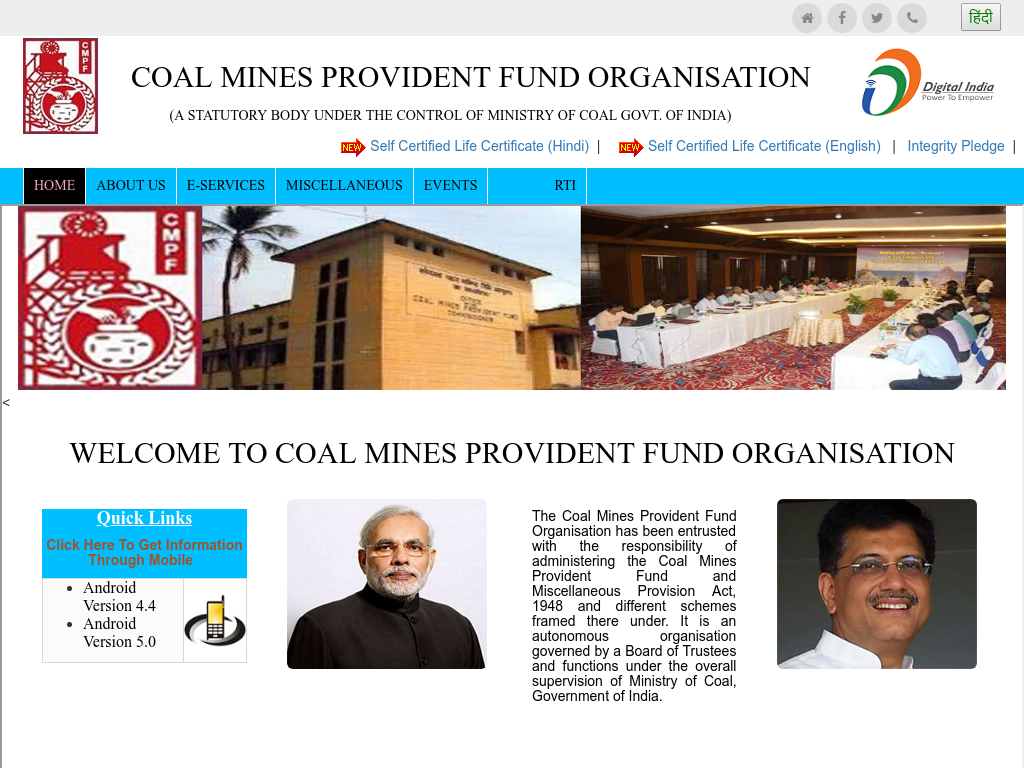 हिंदी
CMPF
COAL MINES PROVIDENT FUND ORGANISATION
(A STATUTORY BODY UNDER THE CONTROL OF MINISTRY OF COAL GOVT. OF INDIA)
Digital India
Power To Empower
NEW Self Certified Life Certificate (Hindi) | NEW Self Certified Life Certificate (English) | Integrity Pledge |
HOME ABOUT US E-SERVICES MISCELLANEOUS EVENTS RTI
CMPF
OFFICE
COAL MINES PROVIDENT FUND
COMMISSIONER
<
WELCOME TO COAL MINES PROVIDENT FUND ORGANISATION
Quick Links
Click Here To Get Information
Through Mobile
Android
Version 4.4
Android
Version 5.0
The Coal Mines Provident Fund
Organisation has been entrusted
with the responsibility of
administering the Coal Mines
Provident Fund and
Miscellaneous Provision Act,
1948 and different schemes
framed there under. It is an
autonomous organisation
governed by a Board of Trustees
and functions under the overall
supervision of Ministry of Coal,
Government of India.